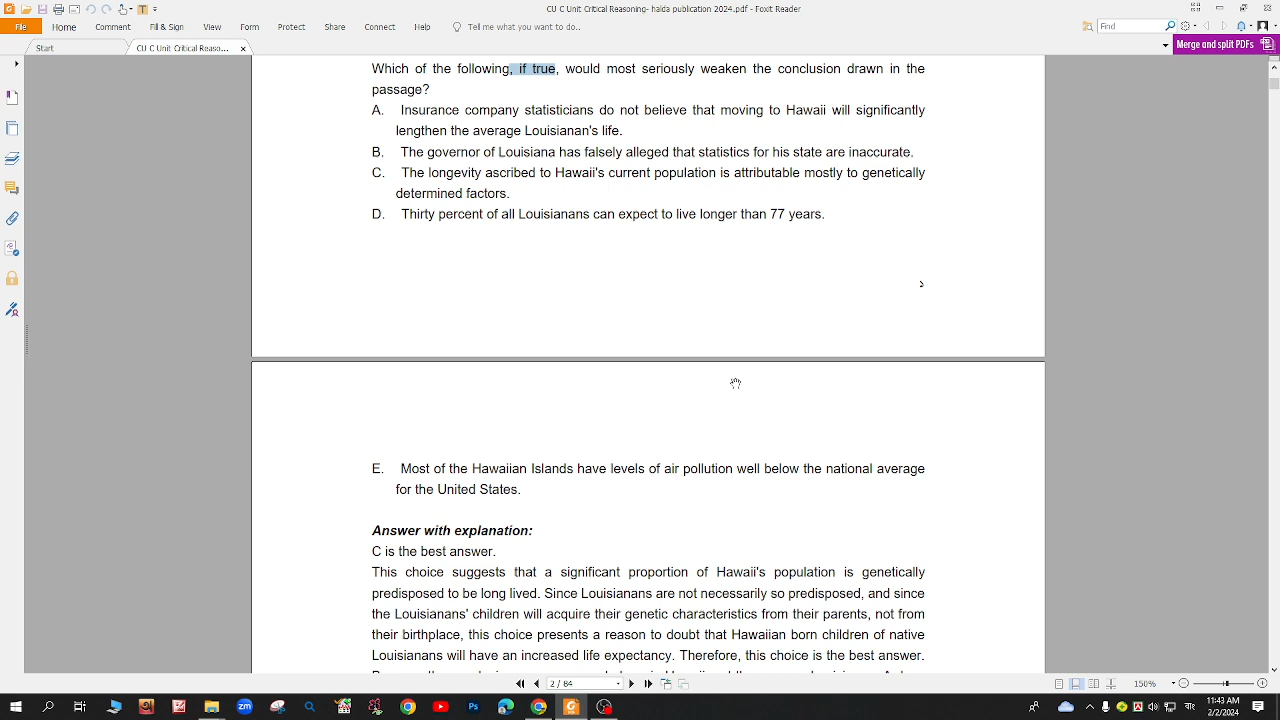 CU C Unit Critical Reasoning- halda publication 2024.pdf - Foxit Reader
File Home Comment Fill & Sign View Form Protect Share Connect Help Tell me what you want to do.. Find
Start CU C Unit Critical Reaso... Merge and split PDFs
Which of the following, if true, would most seriously weaken the conclusion drawn in the
passage?
A. Insurance company statisticians do not believe that moving to Hawaii will significantly
lengthen the average Louisianan's life.
B. The governor of Louisiana has falsely alleged that statistics for his state are inaccurate.
C. The longevity ascribed to Hawaii's current population is attributable mostly to genetically
determined factors.
D. Thirty percent of all Louisianans can expect to live longer than 77 years.
E. Most of the Hawaiian Islands have levels of air pollution well below the national average
for the United States.
Answer with explanation:
C is the best answer.
This choice suggests that a significant proportion of Hawaii's population is genetically
predisposed to be long lived. Since Louisianans are not necessarily so predisposed, and since
the Louisianans' children will acquire their genetic characteristics from their parents, not from
their birthplace, this choice presents a reason to doubt that Hawaiian born children of native
Louisianans will have an increased life expectancy. Therefore, this choice is the best answer.
2 / 84 150%
11:43 AM
2/2/2024